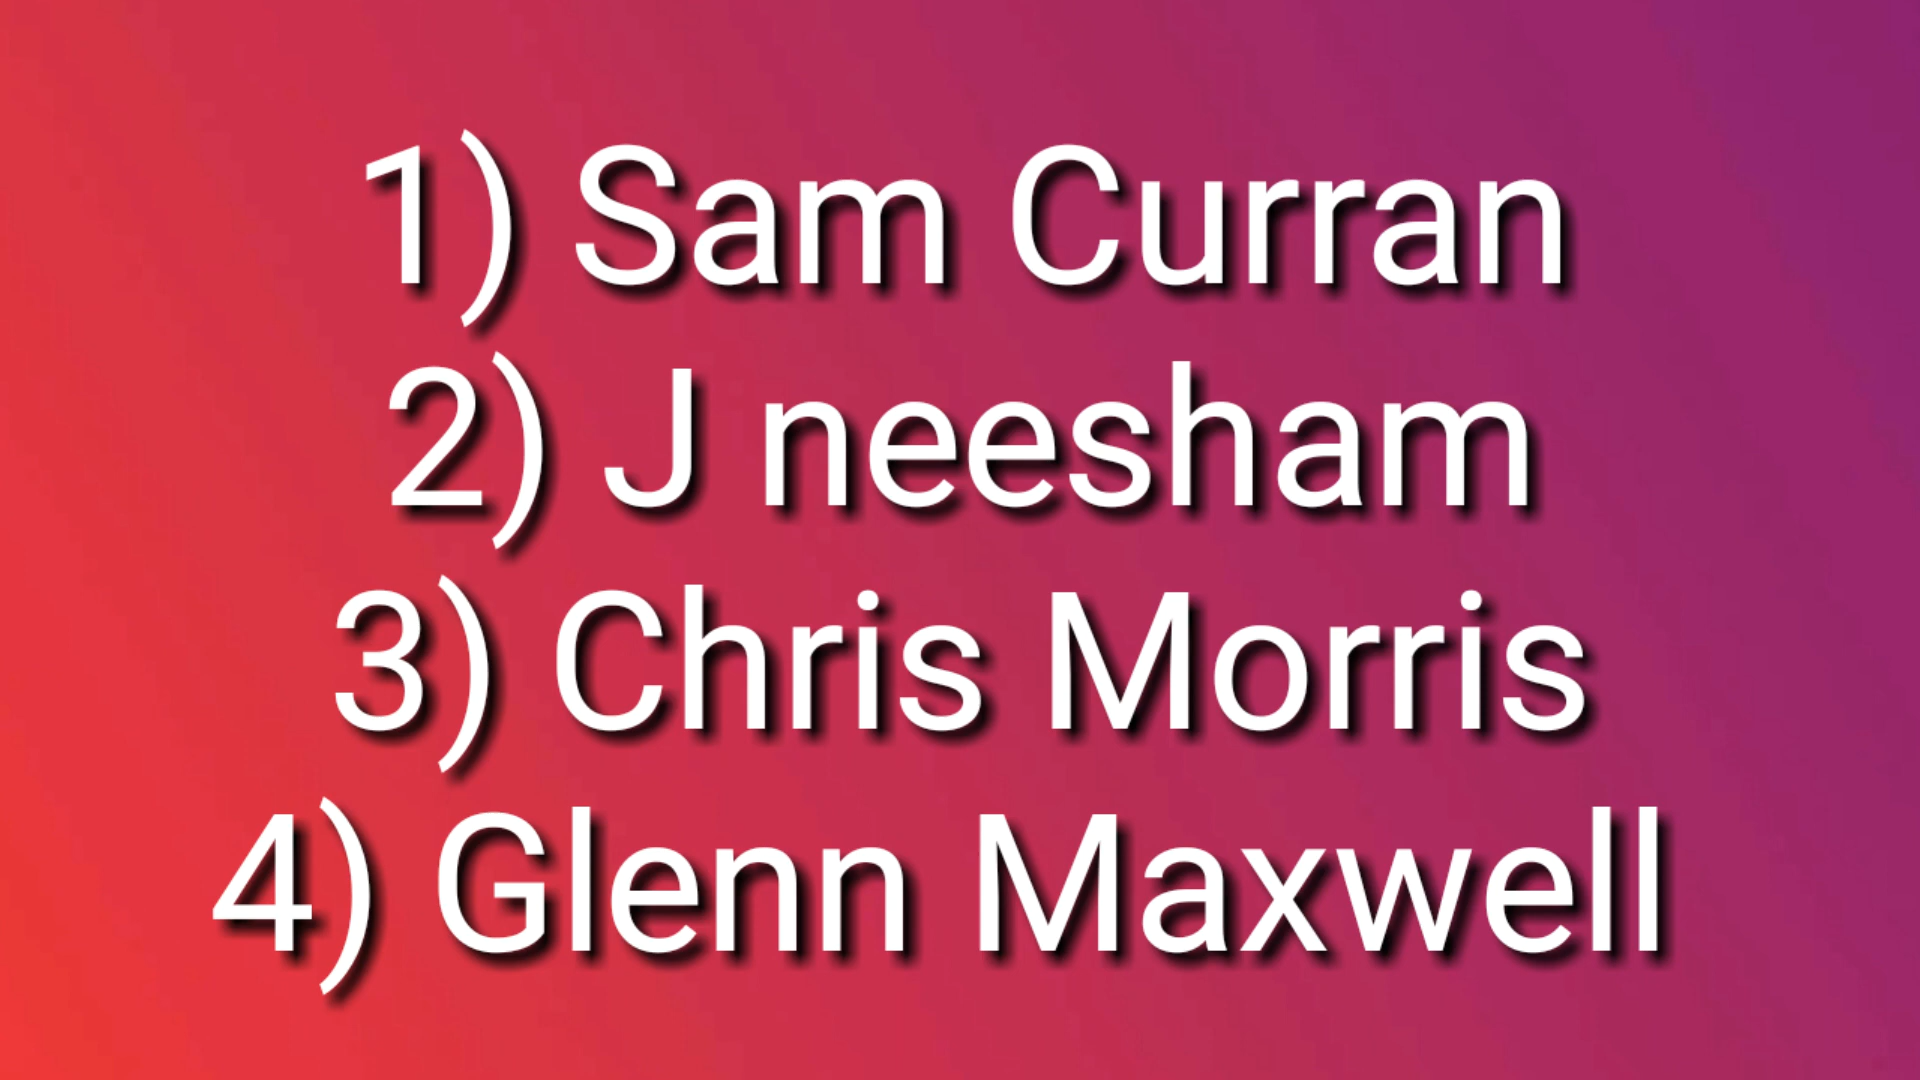 1) Sam Curran
2) J neesham
3) Chris Morris
4) Glenn Maxwell